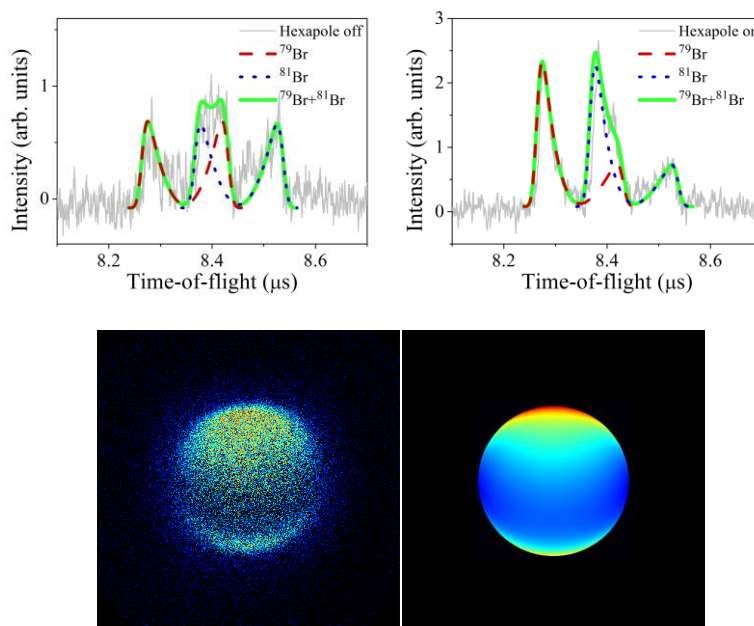 Hexapole off
⁷⁹Br
⁸¹Br
⁷⁹Br+⁸¹Br
Intensity (arb. units)
1
0
8.2 8.4 8.6
Time-of-flight (μs)
Hexapole on
⁷⁹Br
⁸¹Br
⁷⁹Br+⁸¹Br
Intensity (arb. units)
3
2
1
0
8.2 8.4 8.6
Time-of-flight (μs)